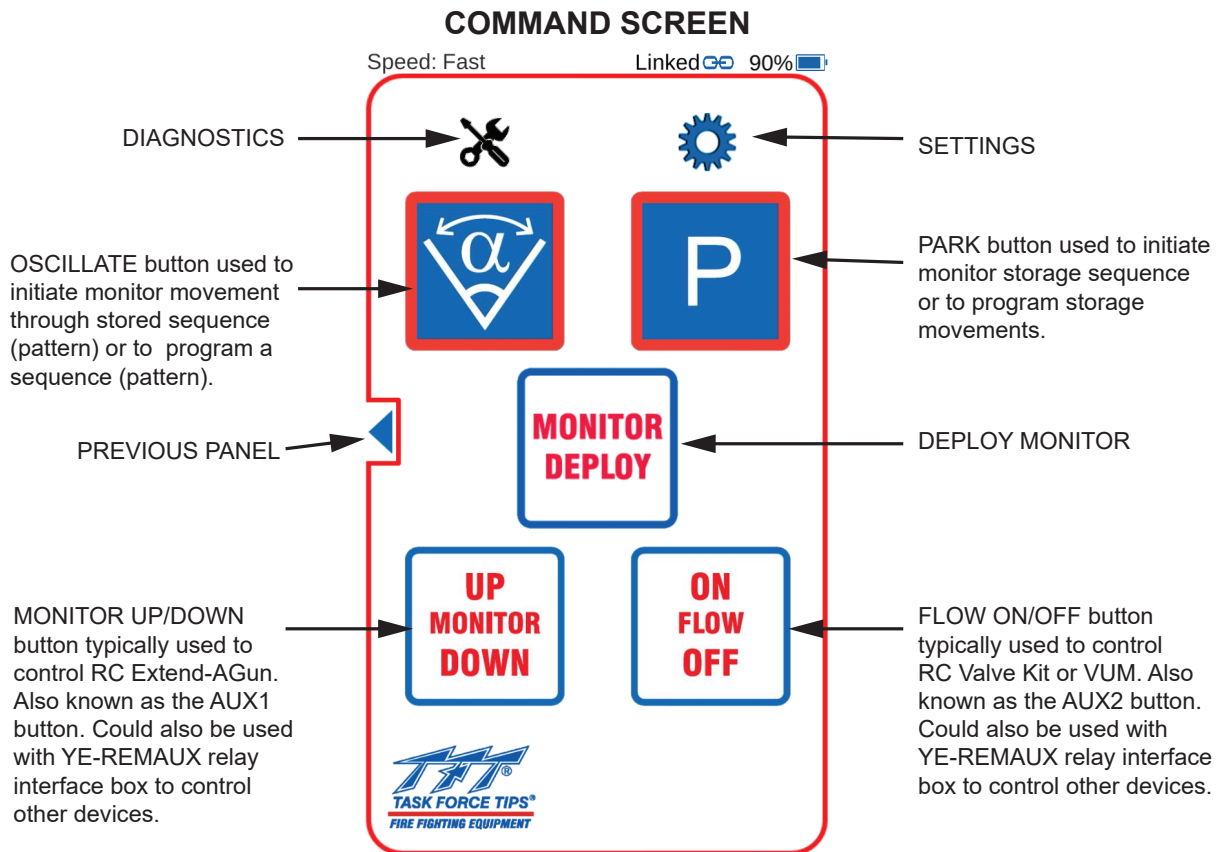 COMMAND SCREEN
Speed: Fast
Linked
90%
DIAGNOSTICS
SETTINGS
OSCILLATE button used to
initiate monitor movement
through stored sequence
(pattern) or to program a
sequence (pattern).
α
P
PARK button used to initiate
monitor storage sequence
or to program storage
movements.
PREVIOUS PANEL
MONITOR
DEPLOY
DEPLOY MONITOR
MONITOR UP/DOWN
button typically used to
control RC Extend-AGun.
Also known as the AUX1
button. Could also be used
with YE-REMAUX relay
interface box to control
other devices.
UP
MONITOR
DOWN
ON
FLOW
OFF
FLOW ON/OFF button
typically used to control
RC Valve Kit or VUM. Also
known as the AUX2 button.
Could also be used with
YE-REMAUX relay interface
box to control other devices.
TFT®
TASK FORCE TIPS®
FIRE FIGHTING EQUIPMENT